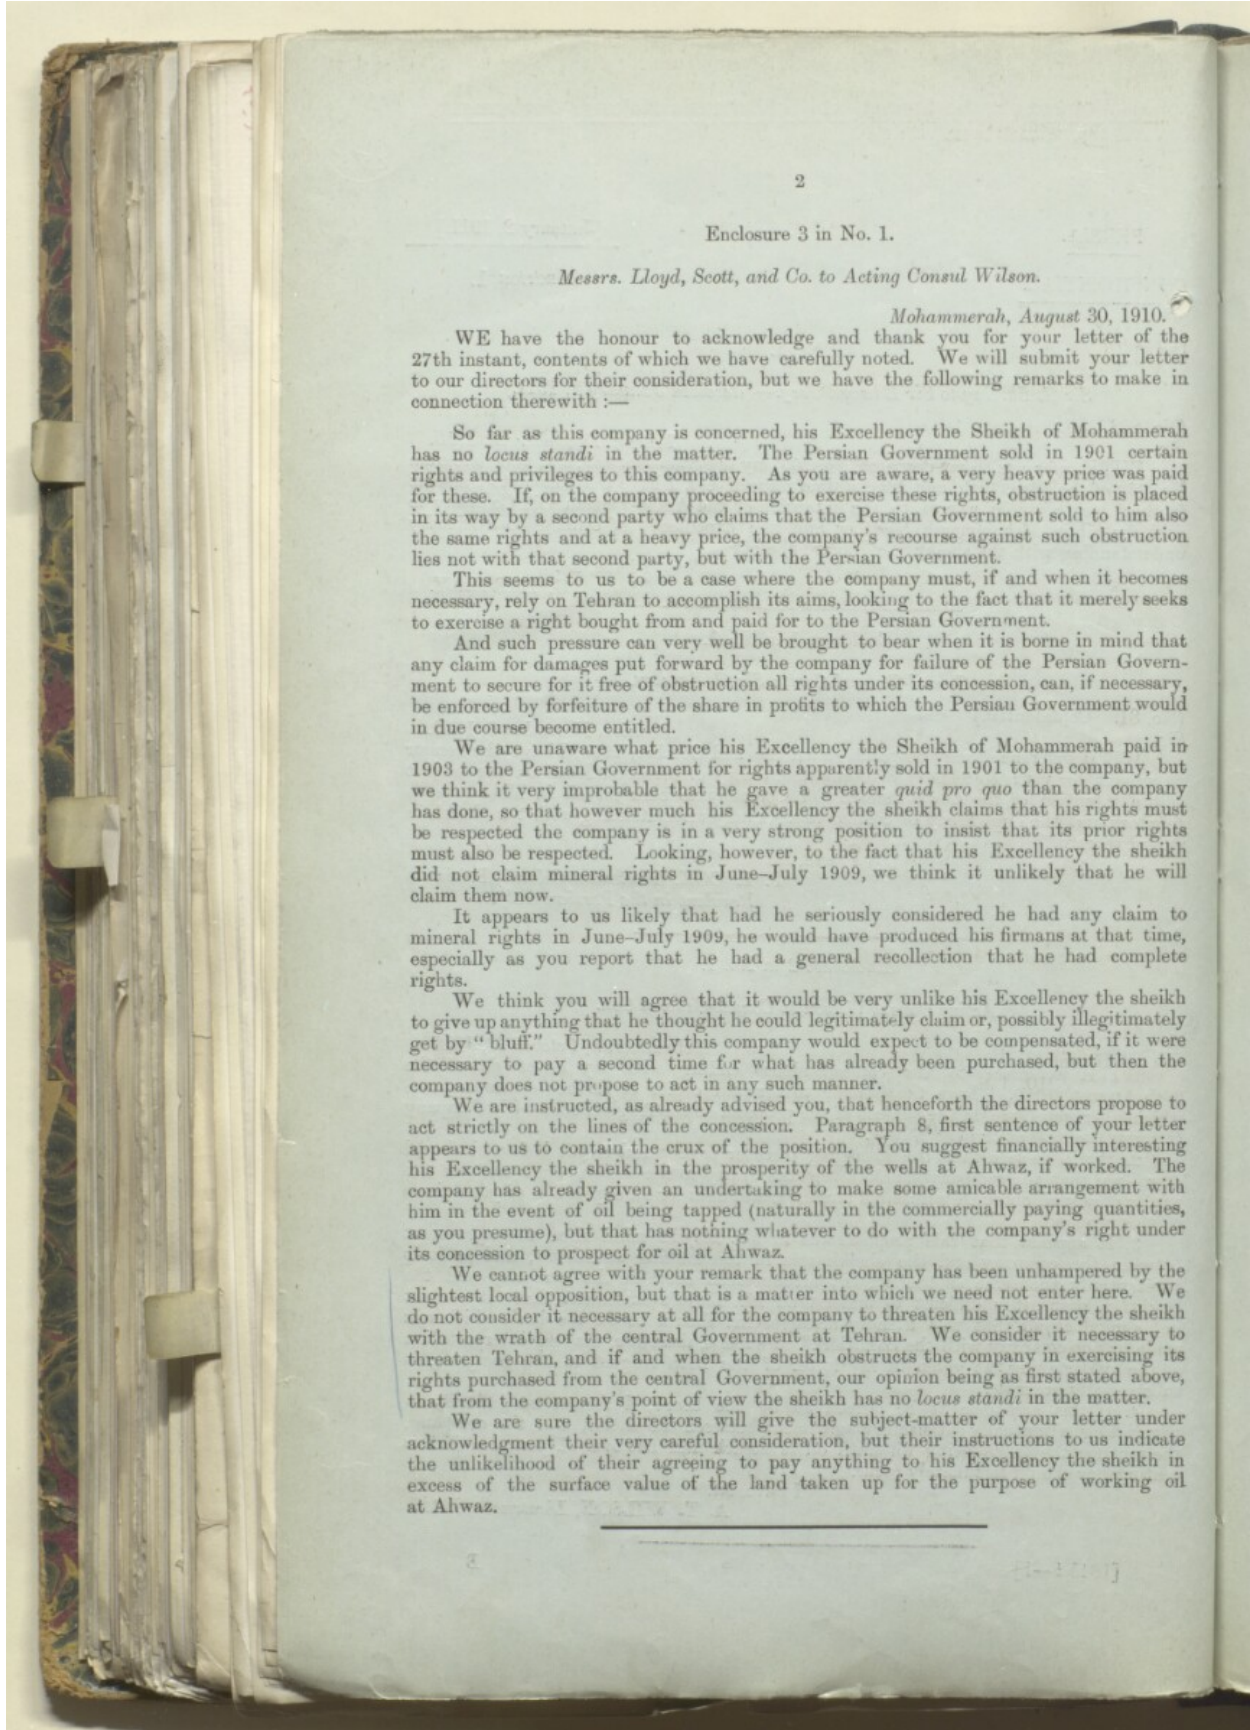 2
Enclosure 3 in No. 1.
Messrs. Lloyd, Scott, and Co. to Acting Consul Wilson.
Mohammerah, August 30, 1910.
WE have the honour to acknowledge and thank you for your letter of the
27th instant, contents of which we have carefully noted. We will submit your letter
to our directors for their consideration, but we have the following remarks to make in
connection therewith :—
So far as this company is concerned, his Excellency the Sheikh of Mohammerah
has no locus standi in the matter. The Persian Government sold in 1901 certain
rights and privileges to this company. As you are aware, a very heavy price was paid
for these. If, on the company proceeding to exercise these rights, obstruction is placed
in its way by a second party who claims that the Persian Government sold to him also
the same rights and at a heavy price, the company's recourse against such obstruction
lies not with that second party, but with the Persian Government.
This seems to us to be a case where the company must, if and when it becomes
necessary, rely on Tehran to accomplish its aims, looking to the fact that it merely seeks
to exercise a right bought from and paid for to the Persian Government.
And such pressure can very well be brought to bear when it is borne in mind that
any claim for damages put forward by the company for failure of the Persian Govern-
ment to secure for it free of obstruction all rights under its concession, can, if necessary,
be enforced by forfeiture of the share in profits to which the Persian Government would
in due course become entitled.
We are unaware what price his Excellency the Sheikh of Mohammerah paid in
1903 to the Persian Government for rights apparently sold in 1901 to the company, but
we think it very improbable that he gave a greater quid pro quo than the company
has done, so that however much his Excellency the sheikh claims that his rights must
be respected the company is in a very strong position to insist that its prior rights
must also be respected. Looking, however, to the fact that his Excellency the sheikh
did not claim mineral rights in June–July 1909, we think it unlikely that he will
claim them now.
It appears to us likely that had he seriously considered he had any claim to
mineral rights in June–July 1909, he would have produced his firmans at that time,
especially as you report that he had a general recollection that he had complete
rights.
We think you will agree that it would be very unlike his Excellency the sheikh
to give up anything that he thought he could legitimately claim or, possibly illegitimately
get by "bluff." Undoubtedly this company would expect to be compensated, if it were
necessary to pay a second time for what has already been purchased, but then the
company does not propose to act in any such manner.
We are instructed, as already advised you, that henceforth the directors propose to
act strictly on the lines of the concession. Paragraph 8, first sentence of your letter
appears to us to contain the crux of the position. You suggest financially interesting
his Excellency the sheikh in the prosperity of the wells at Ahwaz, if worked. The
company has already given an undertaking to make some amicable arrangement with
him in the event of oil being tapped (naturally in the commercially paying quantities,
as you presume), but that has nothing whatever to do with the company's right under
its concession to prospect for oil at Ahwaz.
We cannot agree with your remark that the company has been unhampered by the
slightest local opposition, but that is a matter into which we need not enter here. We
do not consider it necessary at all for the company to threaten his Excellency the sheikh
with the wrath of the central Government at Tehran. We consider it necessary to
threaten Tehran, and if and when the sheikh obstructs the company in exercising its
rights purchased from the central Government, our opinion being as first stated above,
that from the company's point of view the sheikh has no locus standi in the matter.
We are sure the directors will give the subject-matter of your letter under
acknowledgment their very careful consideration, but their instructions to us indicate
the unlikelihood of their agreeing to pay anything to his Excellency the sheikh in
excess of the surface value of the land taken up for the purpose of working oil
at Ahwaz.